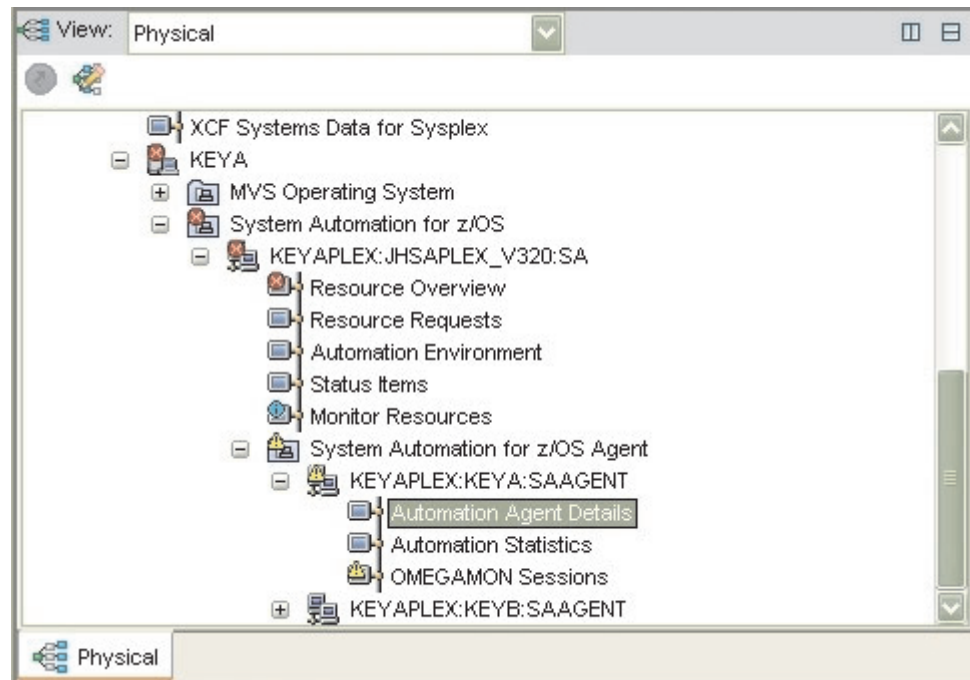 View: Physical
XCF Systems Data for Sysplex
KEYA
MVS Operating System
System Automation for z/OS
KEYAPLEX:JHSAPLEX_V320:SA
Resource Overview
Resource Requests
Automation Environment
Status Items
Monitor Resources
System Automation for z/OS Agent
KEYAPLEX:KEYA:SAAGENT
Automation Agent Details
Automation Statistics
OMEGAMON Sessions
KEYAPLEX:KEYB:SAAGENT
Physical